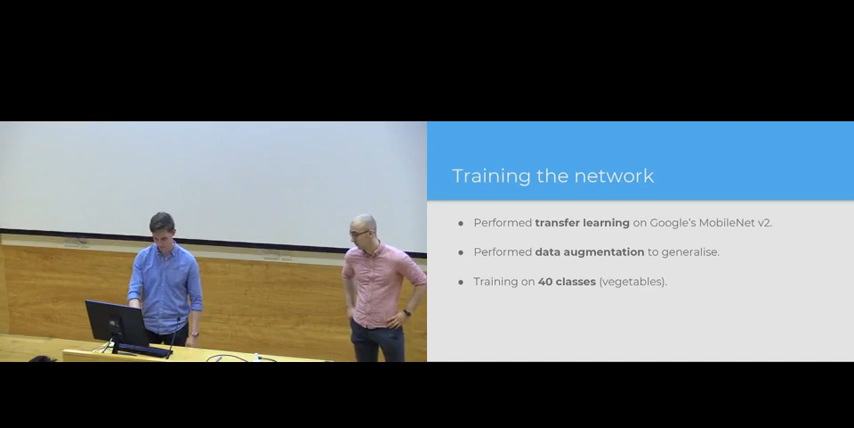 Training the network
● Performed transfer learning on Google's MobileNet v2.
● Performed data augmentation to generalise.
● Training on 40 classes (vegetables).